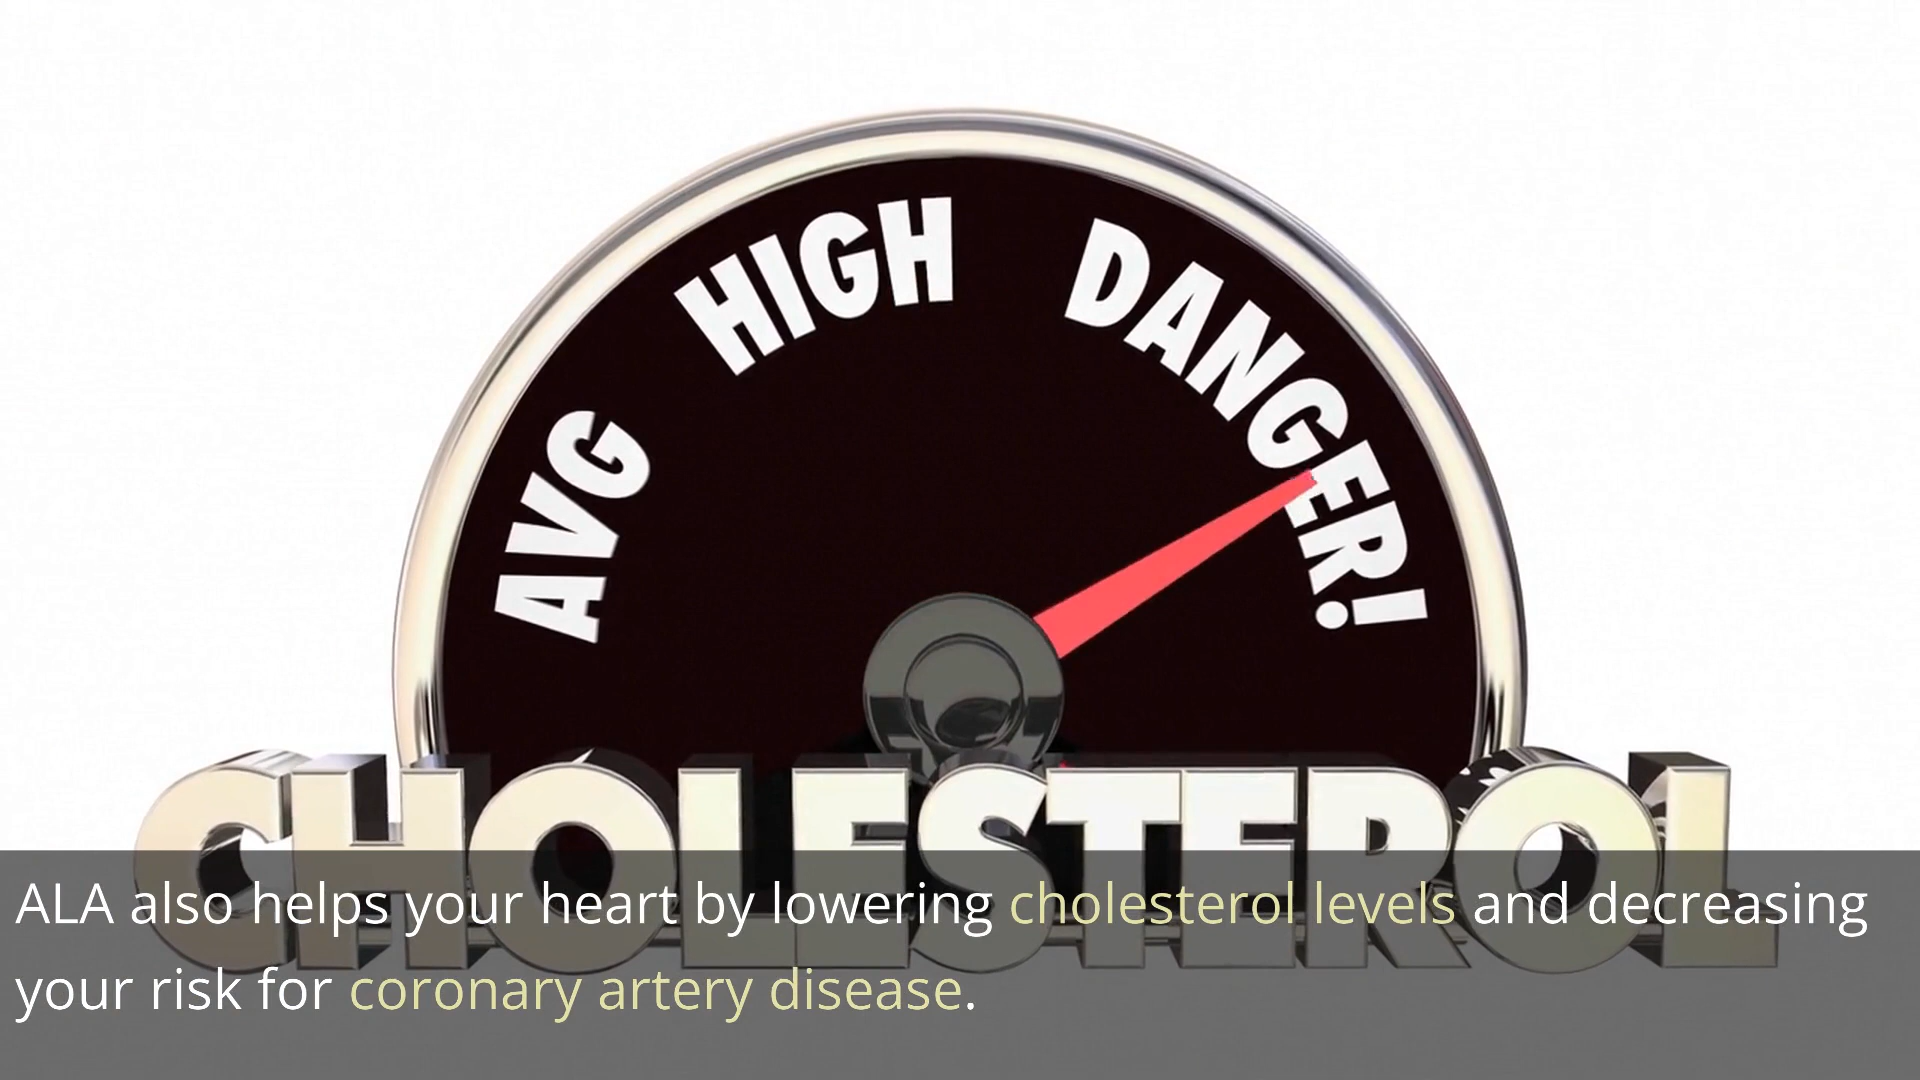 AVG HIGH DANGER!
CHOLESTEROL
ALA also helps your heart by lowering cholesterol levels and decreasing
your risk for coronary artery disease.